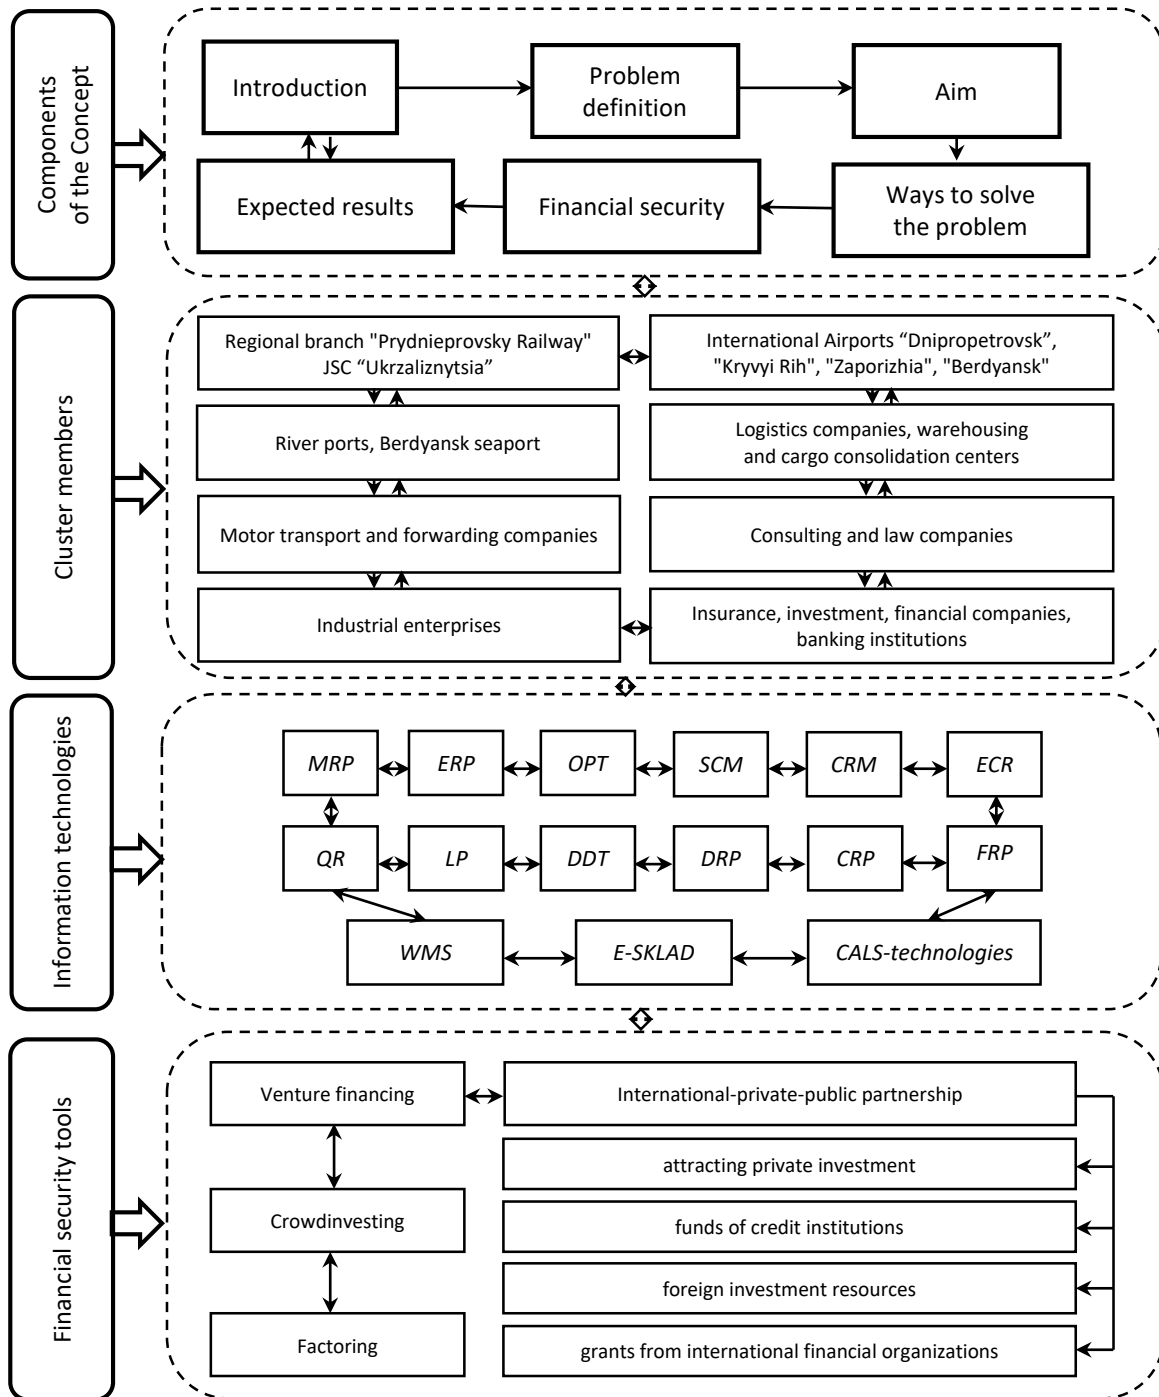 Components
of the Concept
Introduction
Problem
definition
Aim
Expected results
Financial security
Ways to solve
the problem
Cluster members
Regional branch "Prydnieprovsky Railway"
JSC “Ukrzaliznytsia”
International Airports “Dnipropetrovsk”,
"Kryvyi Rih", "Zaporizhia", "Berdyansk"
River ports, Berdyansk seaport
Logistics companies, warehousing
and cargo consolidation centers
Motor transport and forwarding companies
Consulting and law companies
Industrial enterprises
Insurance, investment, financial companies,
banking institutions
Information technologies
MRP
ERP
OPT
SCM
CRM
ECR
QR
LP
DDT
DRP
CRP
FRP
WMS
E-SKLAD
CALS-technologies
Financial security tools
Venture financing
International-private-public partnership
attracting private investment
Crowdinvesting
funds of credit institutions
foreign investment resources
Factoring
grants from international financial organizations